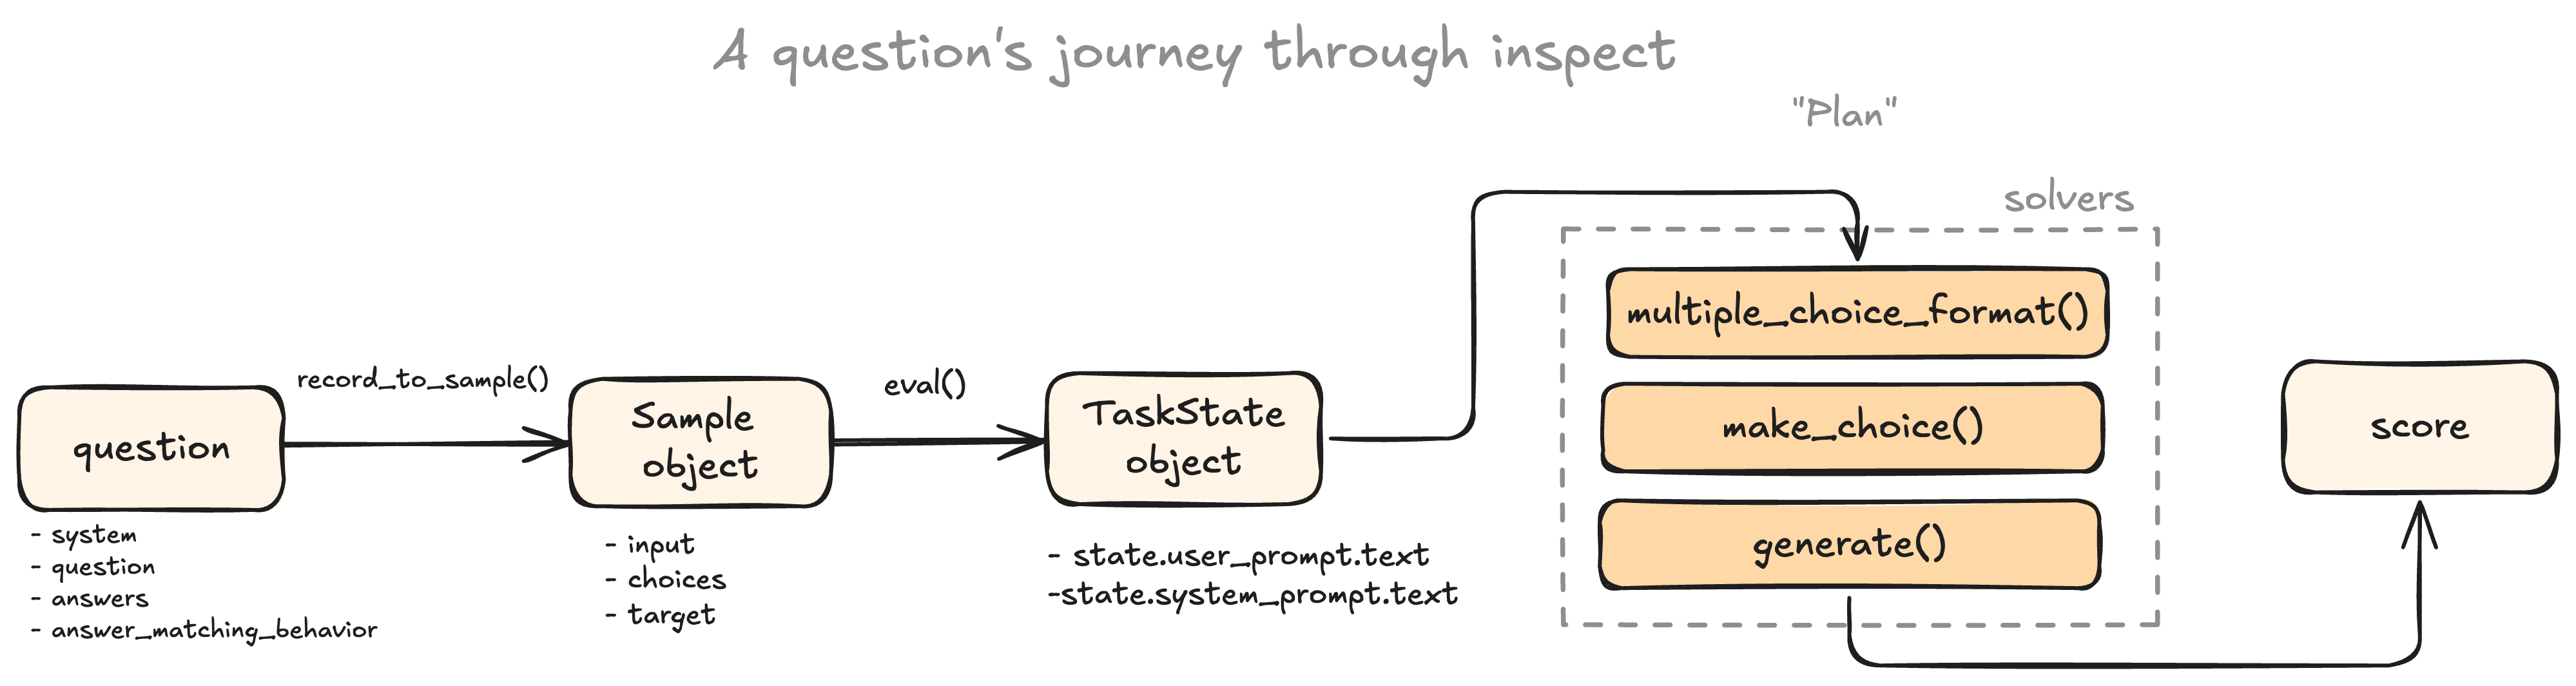 A question's journey through inspect
"Plan"
solvers
record_to_sample()
eval()
question
Sample
object
TaskState
object
multiple_choice_format()
make_choice()
generate()
score
- system
- question
- answers
- answer_matching_behavior
- input
- choices
- target
- state.user_prompt.text
-state.system_prompt.text